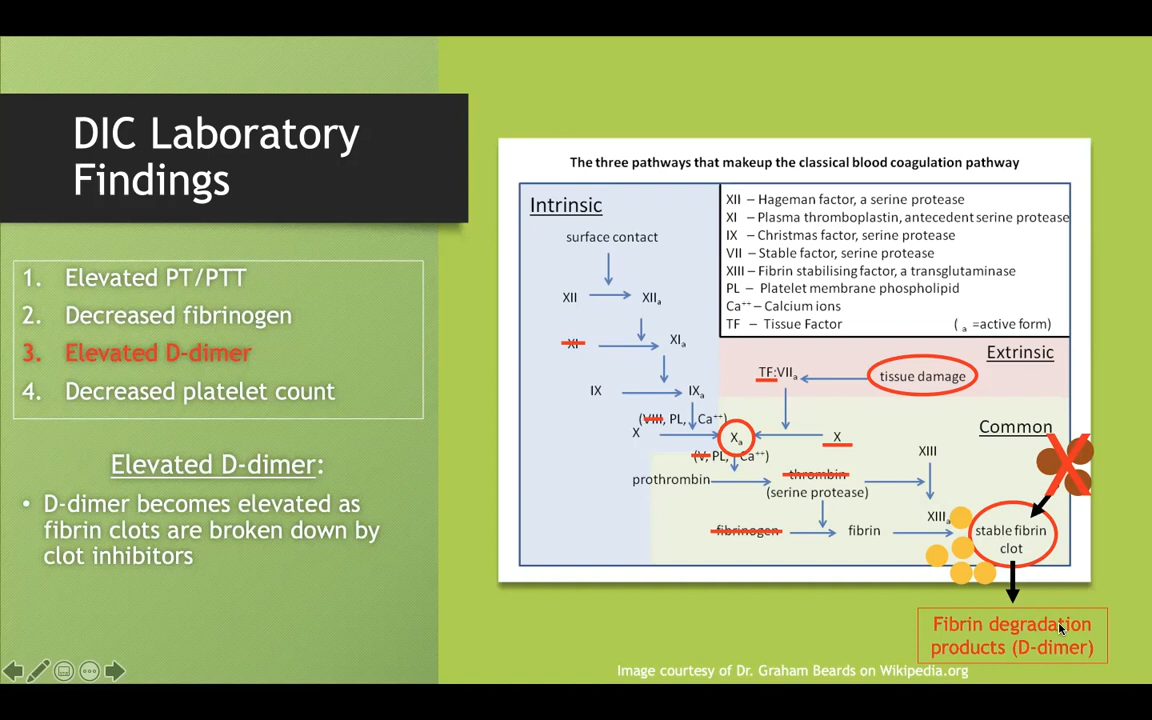 DIC Laboratory
Findings
1. Elevated PT/PTT
2. Decreased fibrinogen
3. Elevated D-dimer
4. Decreased platelet count
Elevated D-dimer:
• D-dimer becomes elevated as
fibrin clots are broken down by
clot inhibitors
The three pathways that makeup the classical blood coagulation pathway
Intrinsic
surface contact
XII
XIIa
XI
XIa
IX
IXa
(VIII, PL, Ca++)
X
Xa
X
(V, PL, Ca++)
XII – Hageman factor, a serine protease
XI – Plasma thromboplastin, antecedent serine protease
IX – Christmas factor, serine protease
VII – Stable factor, serine protease
XIII – Fibrin stabilising factor, a transglutaminase
PL – Platelet membrane phospholipid
Ca++ – Calcium ions
TF – Tissue Factor
( a =active form)
Extrinsic
TF:VIIa
tissue damage
Common
XIII
prothrombin
thrombin
(serine protease)
XIIIa
fibrinogen
fibrin
stable fibrin
clot
Fibrin degradation
products (D-dimer)
Image courtesy of Dr. Graham Beards on Wikipedia.org